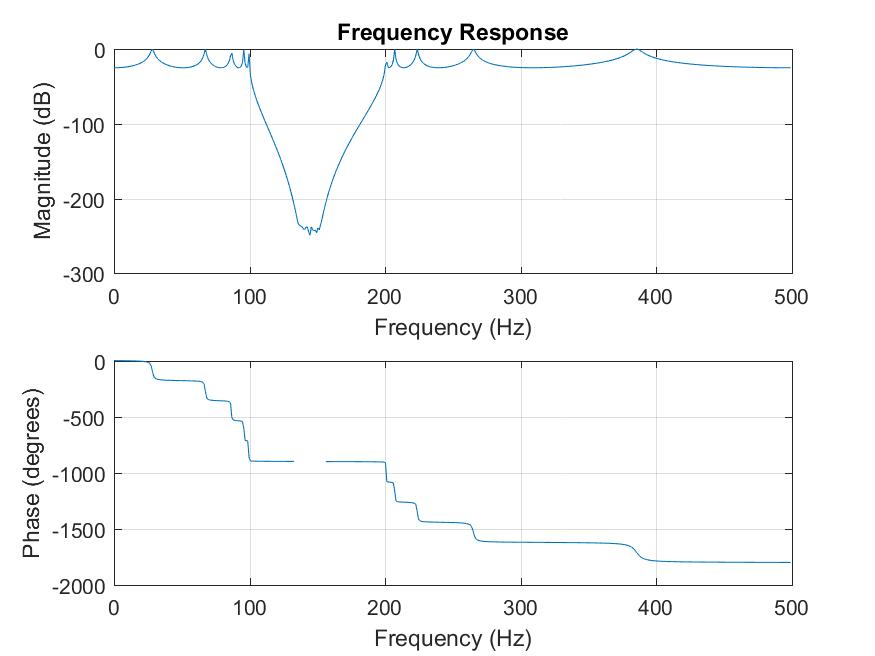 Frequency Response
0
-100
-200
-300
Magnitude (dB)
0 100 200 300 400 500
Frequency (Hz)
0
-500
-1000
-1500
-2000
Phase (degrees)
0 100 200 300 400 500
Frequency (Hz)